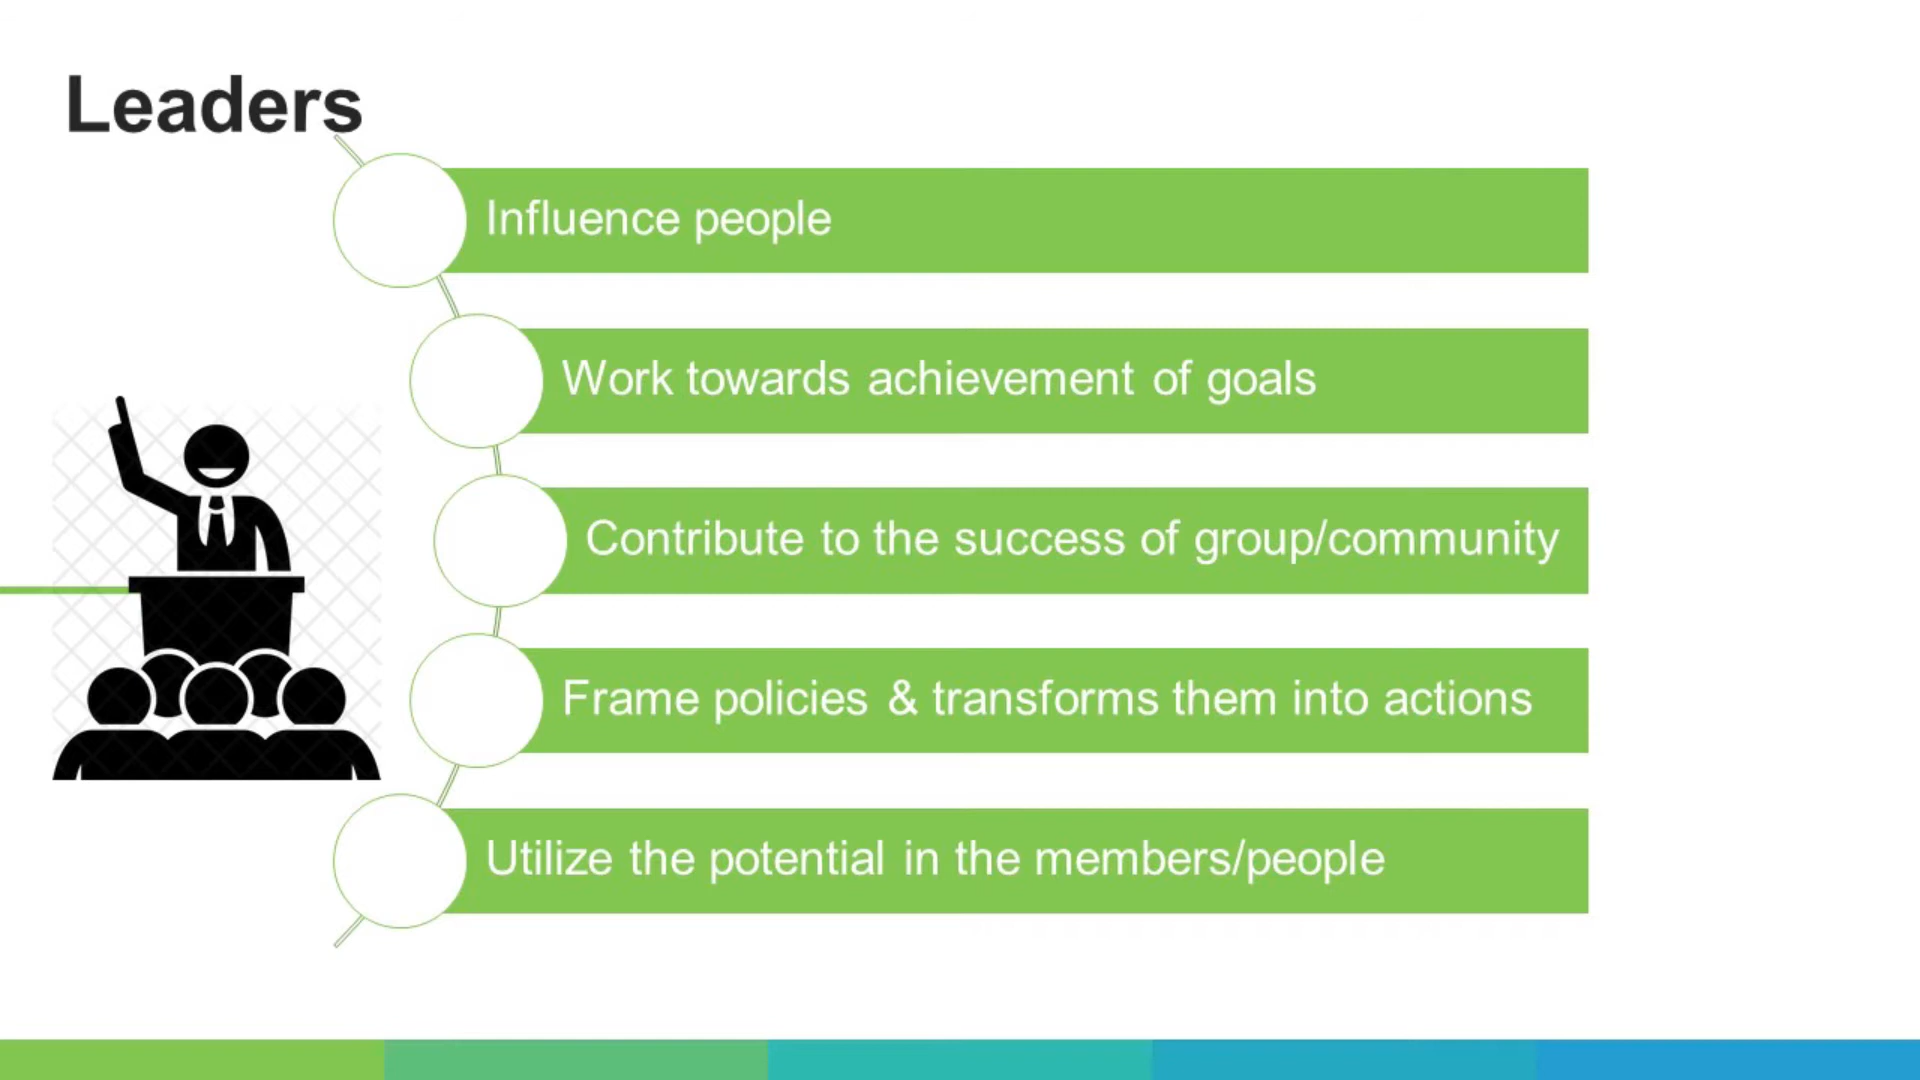 Leaders
Influence people
Work towards achievement of goals
Contribute to the success of group/community
Frame policies & transforms them into actions
Utilize the potential in the members/people